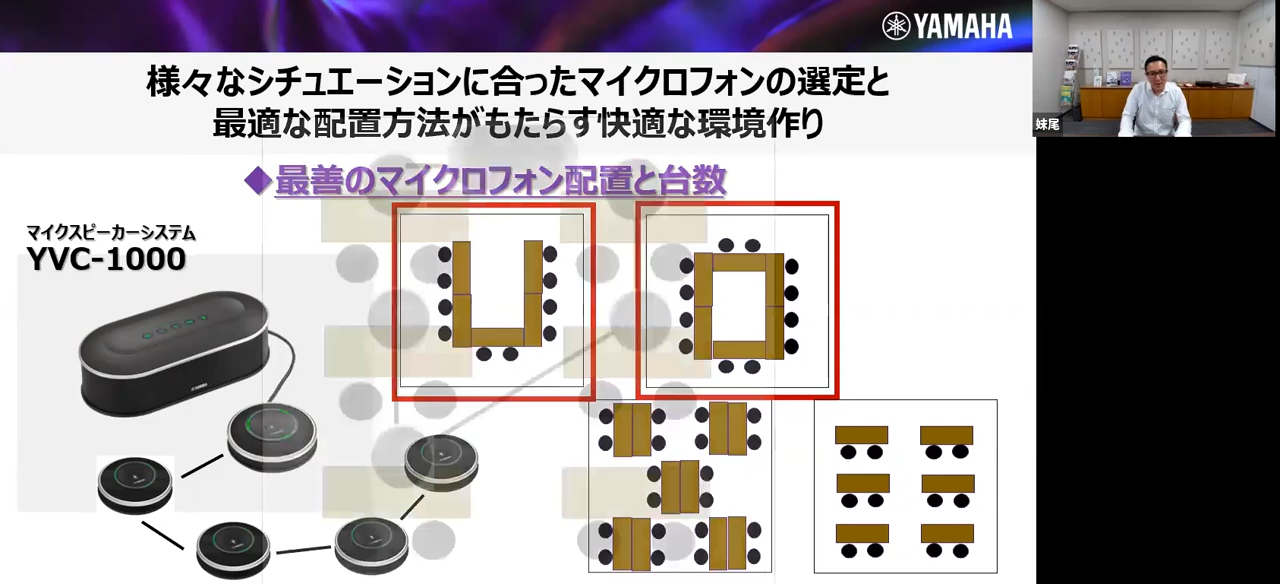 YAMAHA
様々なシチュエーションに合ったマイクロフォンの選定と
最適な配置方法がもたらす快適な環境作り
◆最善のマイクロフォン配置と台数
マイクスピーカーシステム
YVC-1000
妹尾